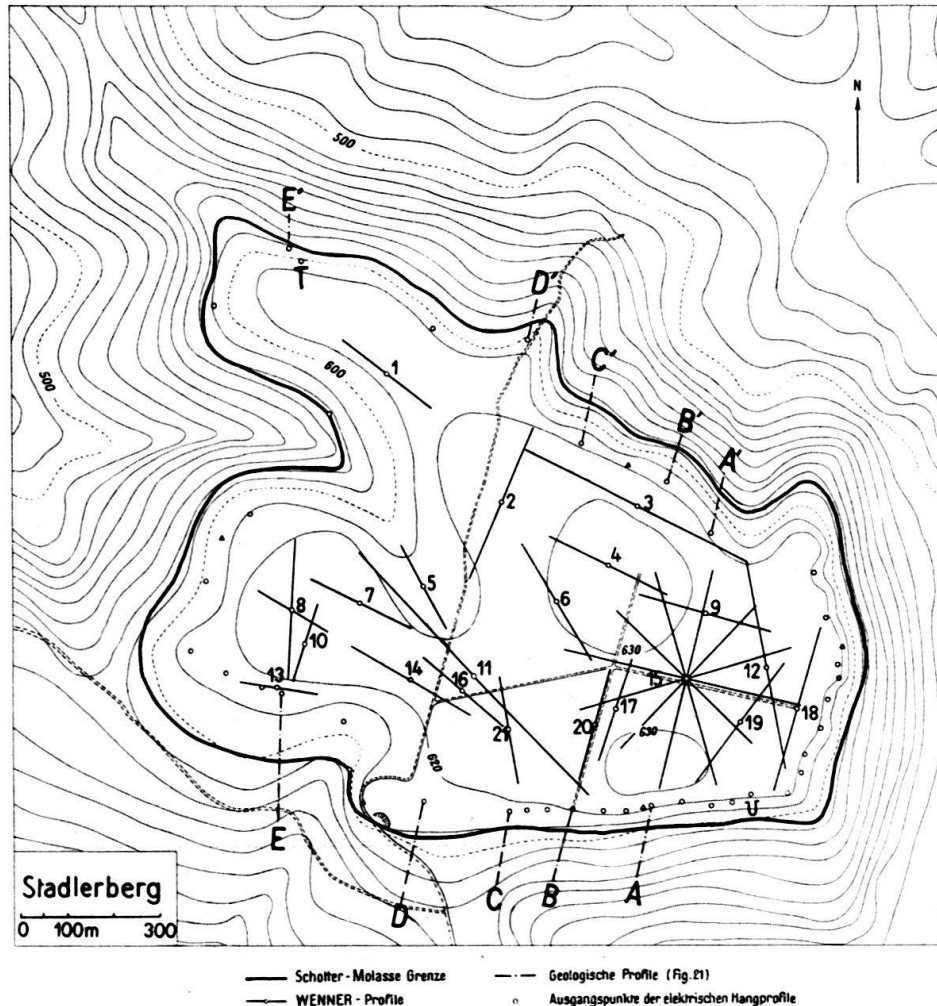 N
500
E'
T
D'
1
C'
600
500
B'
A'
2
3
4
5
7
6
8
9
10
630
14
11
12
13
16
15
17
18
20
19
21
630
620
U
E
A
C
B
D
Stadlerberg
0 100m 300
Schotter-Molasse Grenze
Geologische Profile (Fig.21)
WENNER - Profile
Ausgangspunkte der elektrischen Hangprofile